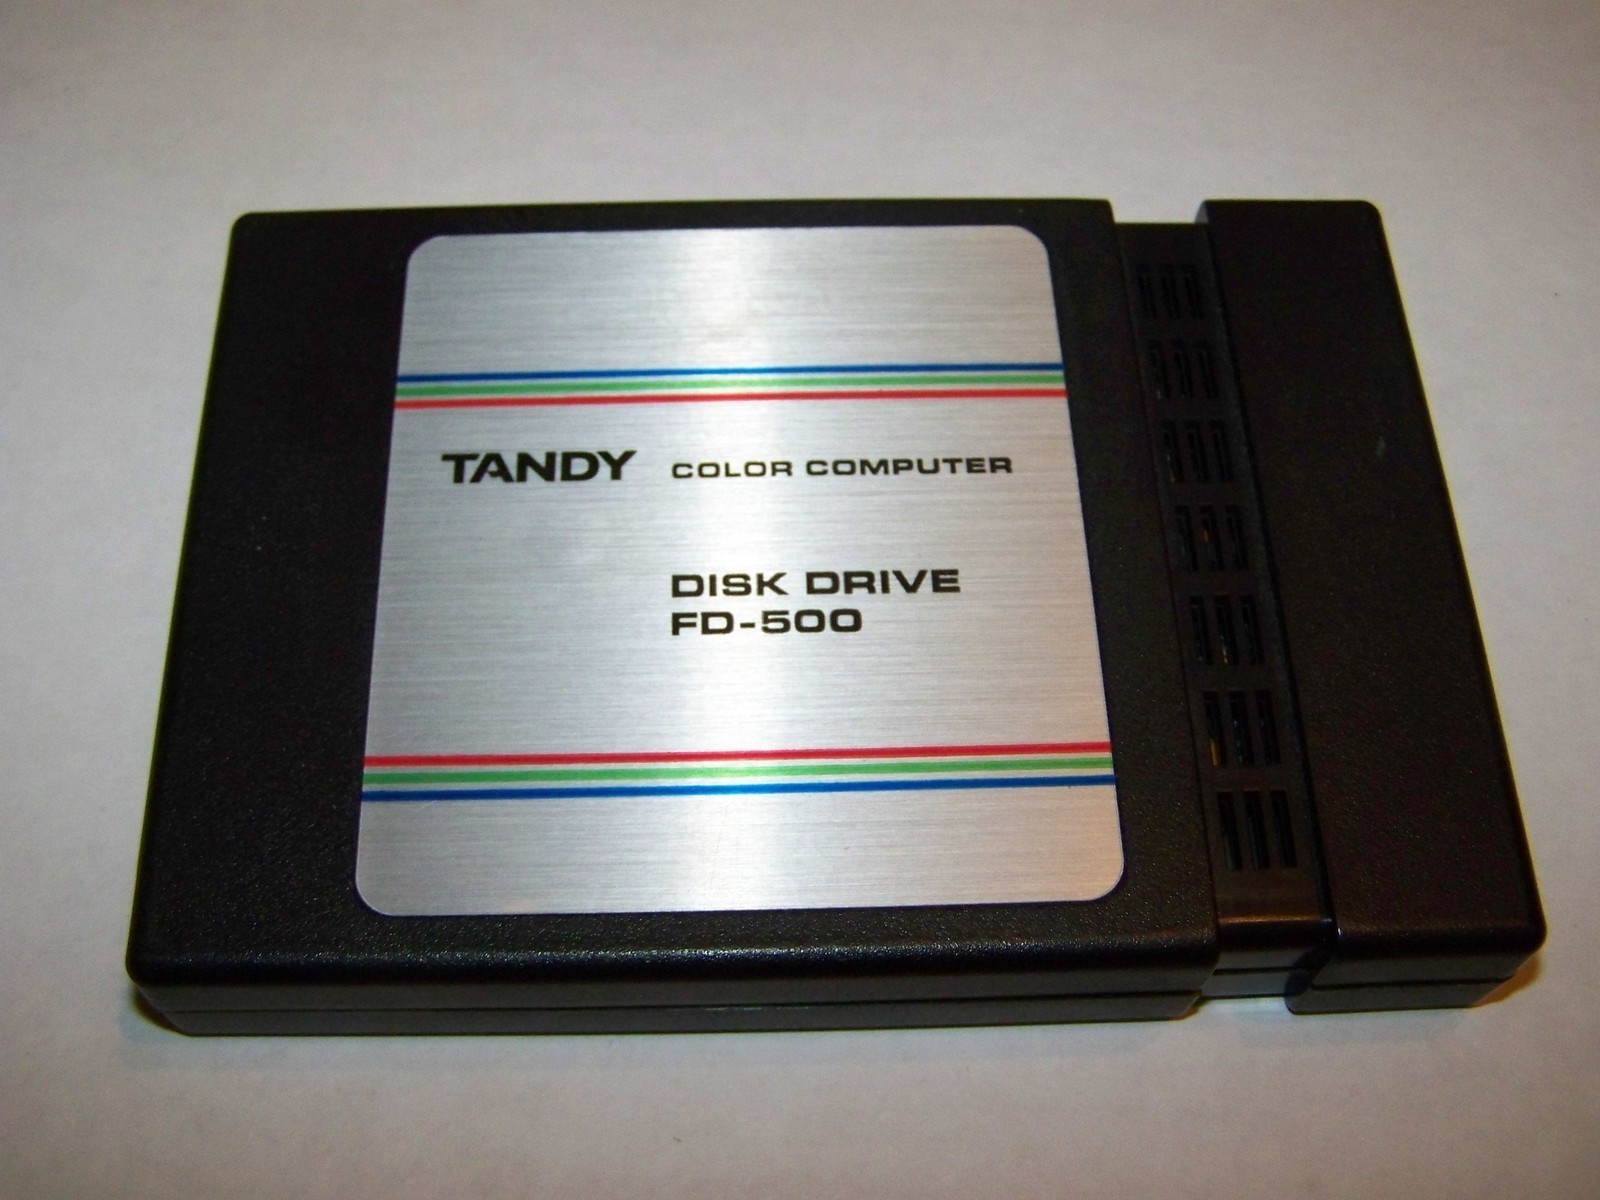 TANDY COLOR COMPUTER
DISK DRIVE
FD-500